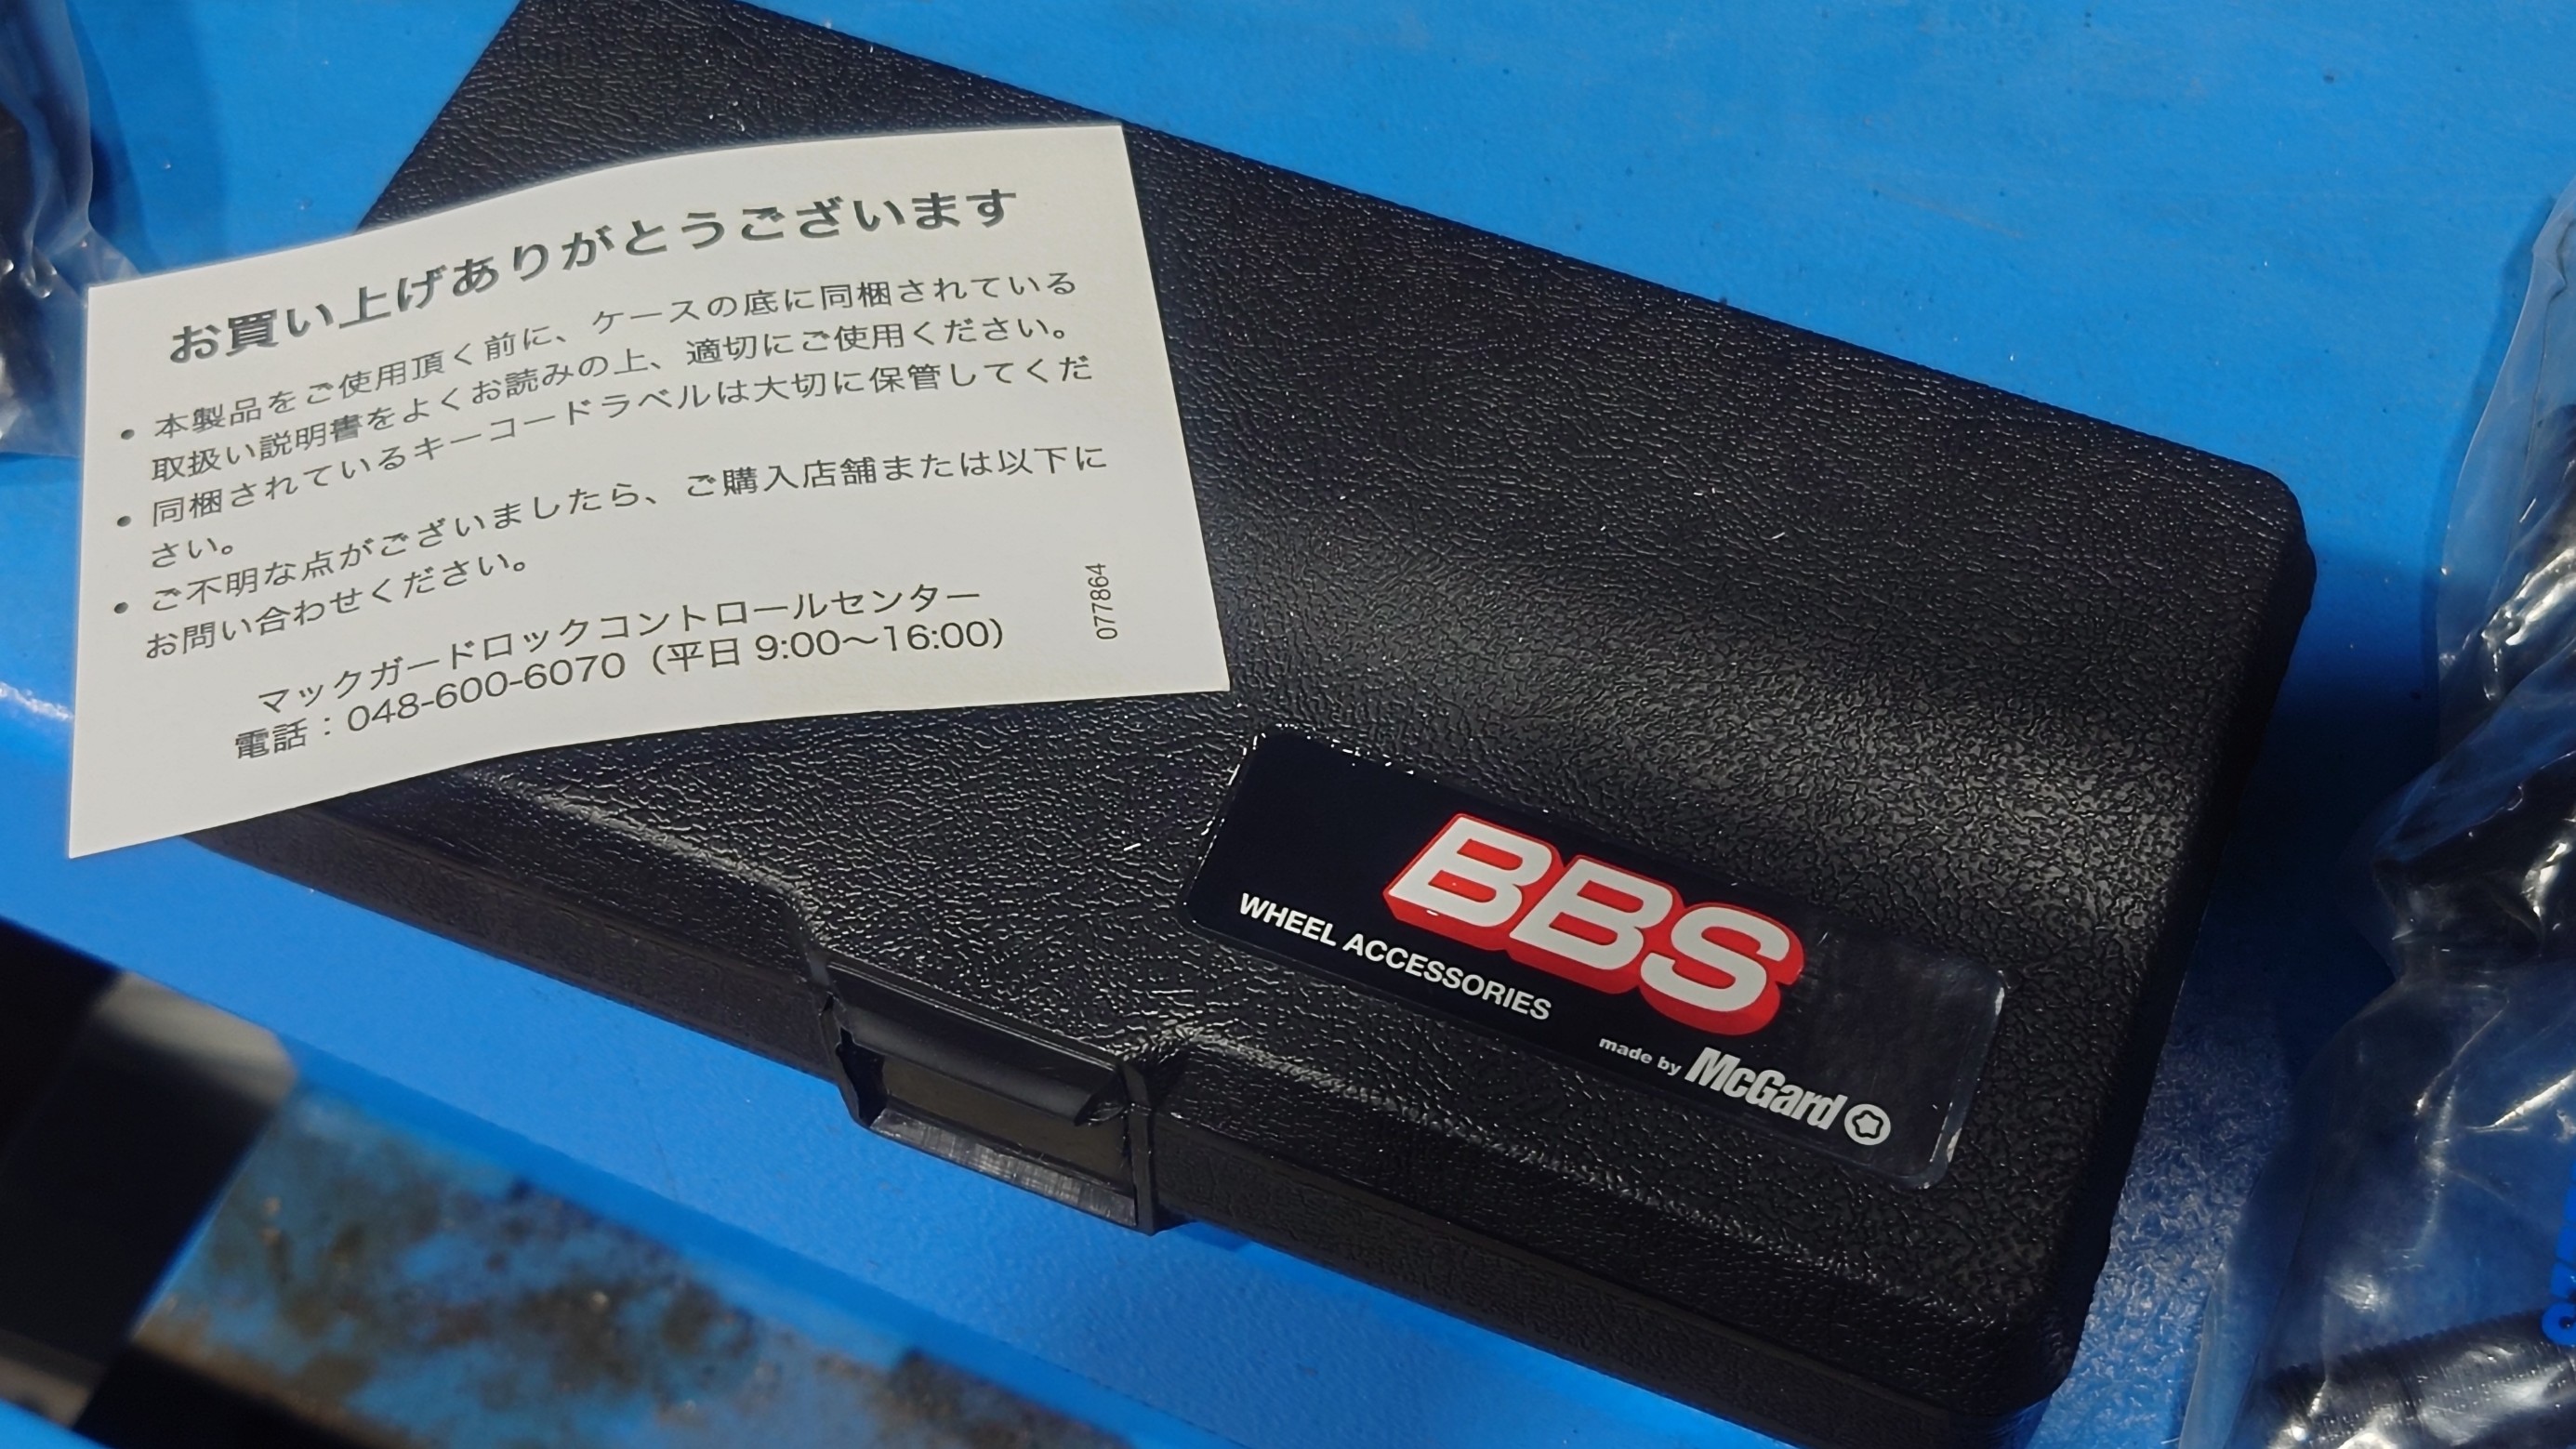 お買い上げありがとうございます
• 本製品をご使用頂く前に、ケースの底に同梱されている
取扱い説明書をよくお読みの上、適切にご使用ください。
• 同梱されているキーコードラベルは大切に保管してくだ
さい。
• ご不明な点がございましたら、ご購入店舗または以下に
お問い合わせください。
マックガードロックコントロールセンター
電話：048-600-6070（平日 9:00～16:00）
077864
BBS
WHEEL ACCESSORIES
made by McGard